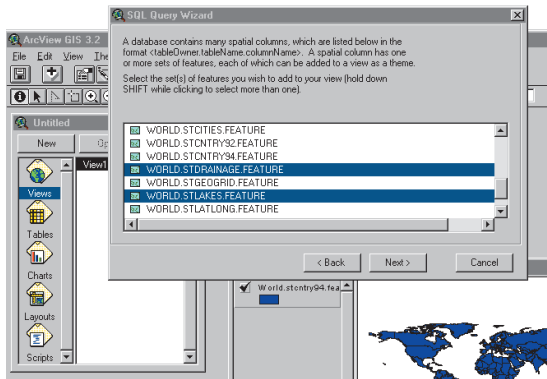 SQL Query Wizard
A database contains many spatial columns, which are listed below in the
format <tableOwner.tableName.columnName>. A spatial column has one
or more sets of features, each of which can be added to a view as a theme.
Select the set(s) of features you wish to add to your view (hold down
SHIFT while clicking to select more than one).
WORLD.STCITIES.FEATURE
WORLD.STCNTRY92.FEATURE
WORLD.STCNTRY94.FEATURE
WORLD.STDRAINAGE.FEATURE
WORLD.STGEOGRID.FEATURE
WORLD.STLAKES.FEATURE
WORLD.STLATLONG.FEATURE
< Back
Next >
Cancel
ArcView GIS 3.2
File Edit View
Untitled
New
View1
Views
Tables
Charts
Layouts
Scripts
World.stcntry94.fea